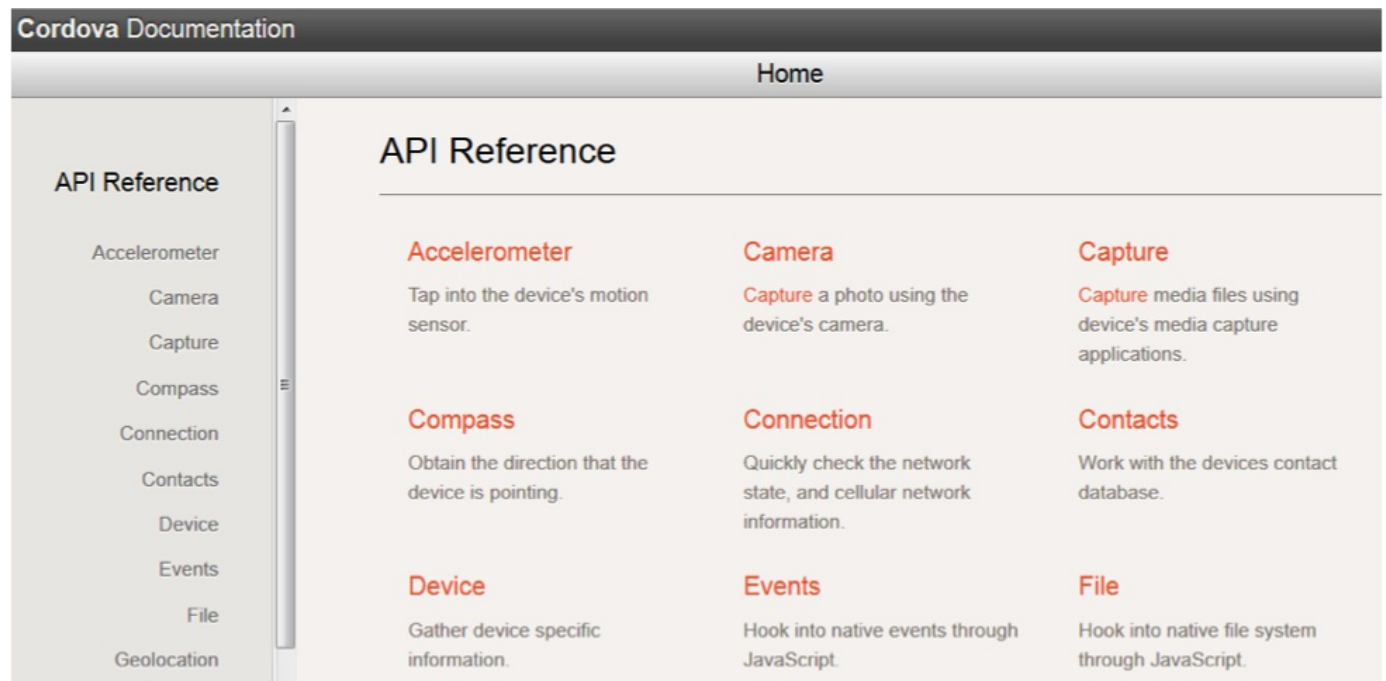 Cordova Documentation
Home
API Reference
Accelerometer
Camera
Capture
Compass
Connection
Contacts
Device
Events
File
Geolocation
API Reference
Accelerometer
Tap into the device's motion
sensor.
Camera
Capture a photo using the
device's camera.
Capture
Capture media files using
device's media capture
applications.
Compass
Obtain the direction that the
device is pointing.
Connection
Quickly check the network
state, and cellular network
information.
Contacts
Work with the devices contact
database.
Device
Gather device specific
information.
Events
Hook into native events through
JavaScript.
File
Hook into native file system
through JavaScript.